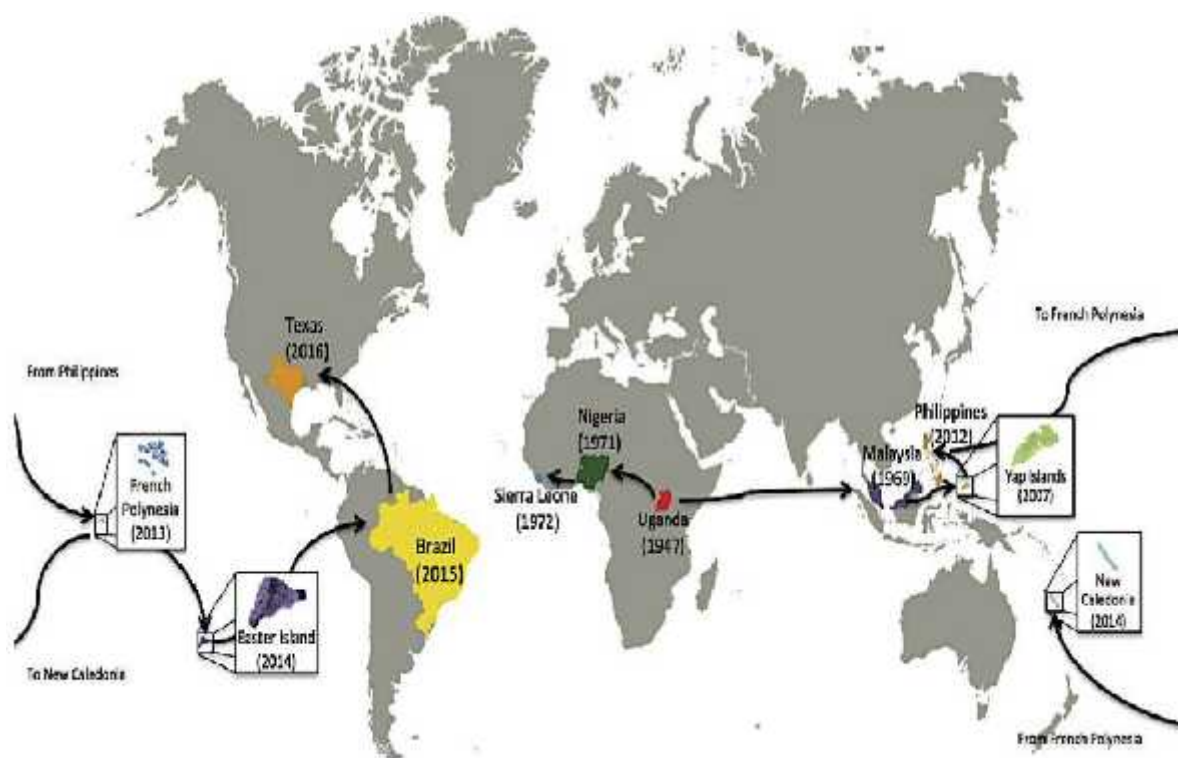 Texas
(2016)
To French Polynesia
From Philippines
Nigeria
(1971)
Philippines
(2012)
Malaysia
(1969)
Yap Islands
(2007)
French
Polynesia
(2013)
Sierra Leone
(1972)
Uganda
(1947)
Brazil
(2015)
New
Caledonia
(2014)
Easter Island
(2014)
To New Caledonia
From French Polynesia